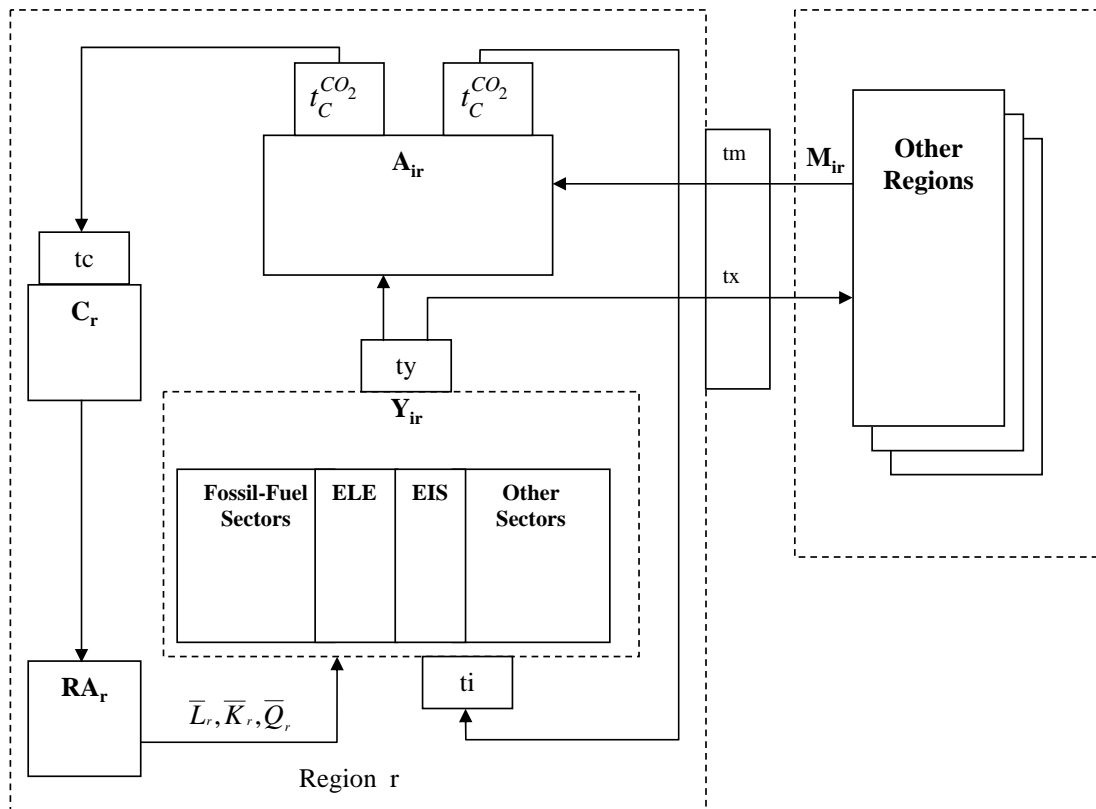 t_C^{CO_2}
t_C^{CO_2}
A_ir
tm
M_ir
Other
Regions
tc
C_r
tx
ty
Y_ir
Fossil-Fuel
Sectors
ELE
EIS
Other
Sectors
RA_r
L̅_r, K̅_r, Q̅_r
ti
Region r